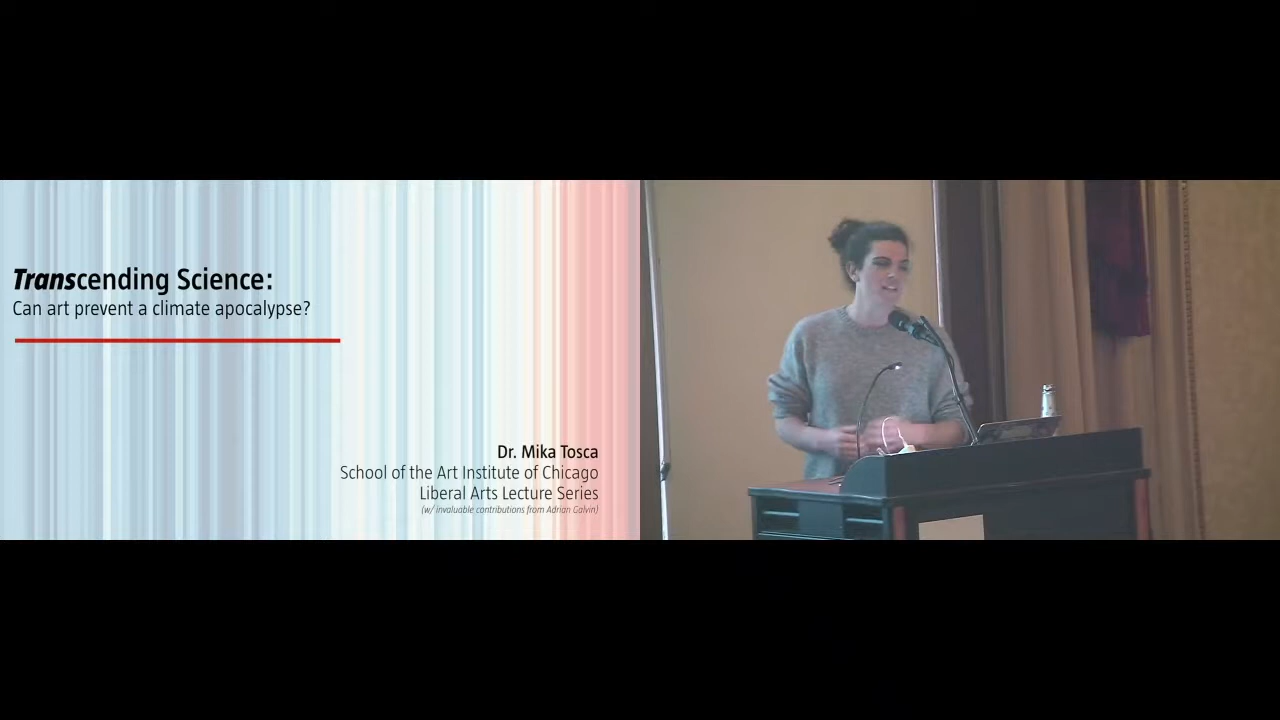 Transcending Science:
Can art prevent a climate apocalypse?
Dr. Mika Tosca
School of the Art Institute of Chicago
Liberal Arts Lecture Series
(w/ invaluable contributions from Adrian Galvin)